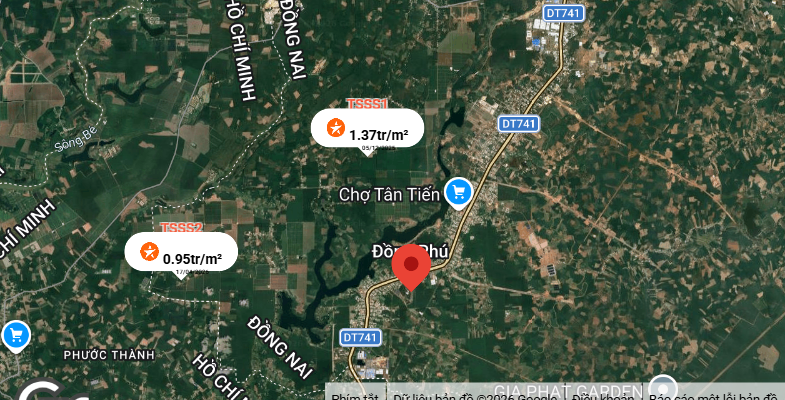 DT741
HỒ CHÍ MINH
ĐỒNG NAI
TSSS1
1.37tr/m²
DT741
Sông Bé
Chợ Tân Tiến
CHÍ MINH
TSSS2
0.95tr/m²
Phú
DT741
ĐỒNG NAI
PHƯỚC THÀNH
HỒ CHÍ
GIA PHAT GARDEN
Phím tắt
Dữ liệu bản đồ ©2026 Google
Điều khoản
Báo cáo một lỗi bản đồ